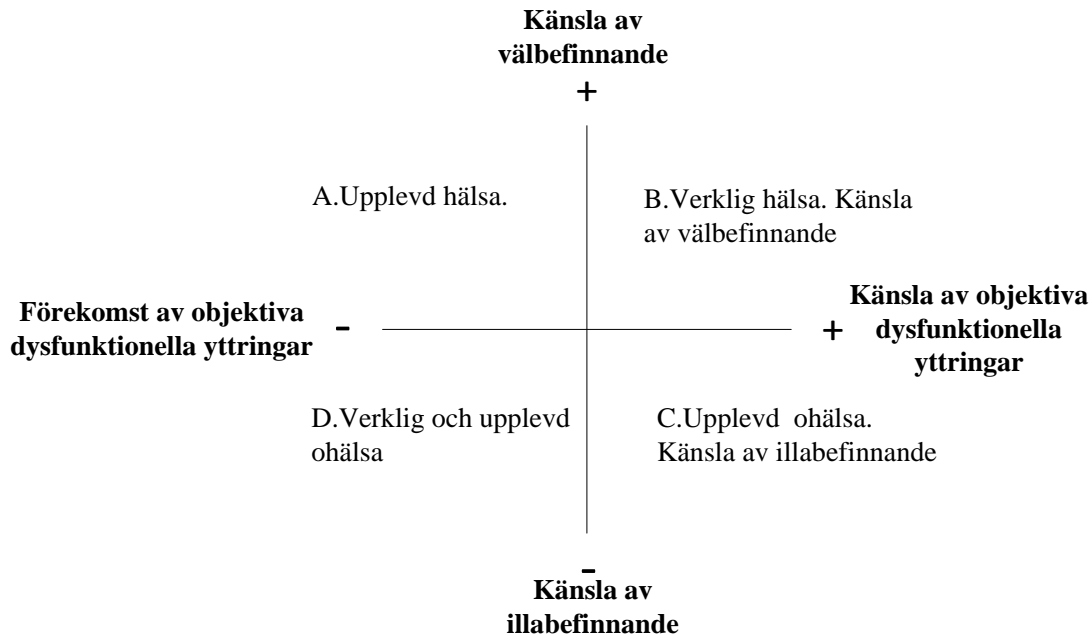 Känsla av
välbefinnande
+
A.Upplevd hälsa.
B.Verklig hälsa. Känsla
av välbefinnande
Förekomst av objektiva
dysfunktionella yttringar
-
+
Känsla av objektiva
dysfunktionella
yttringar
D.Verklig och upplevd
ohälsa
C.Upplevd ohälsa.
Känsla av illabefinnande
-
Känsla av
illabefinnande